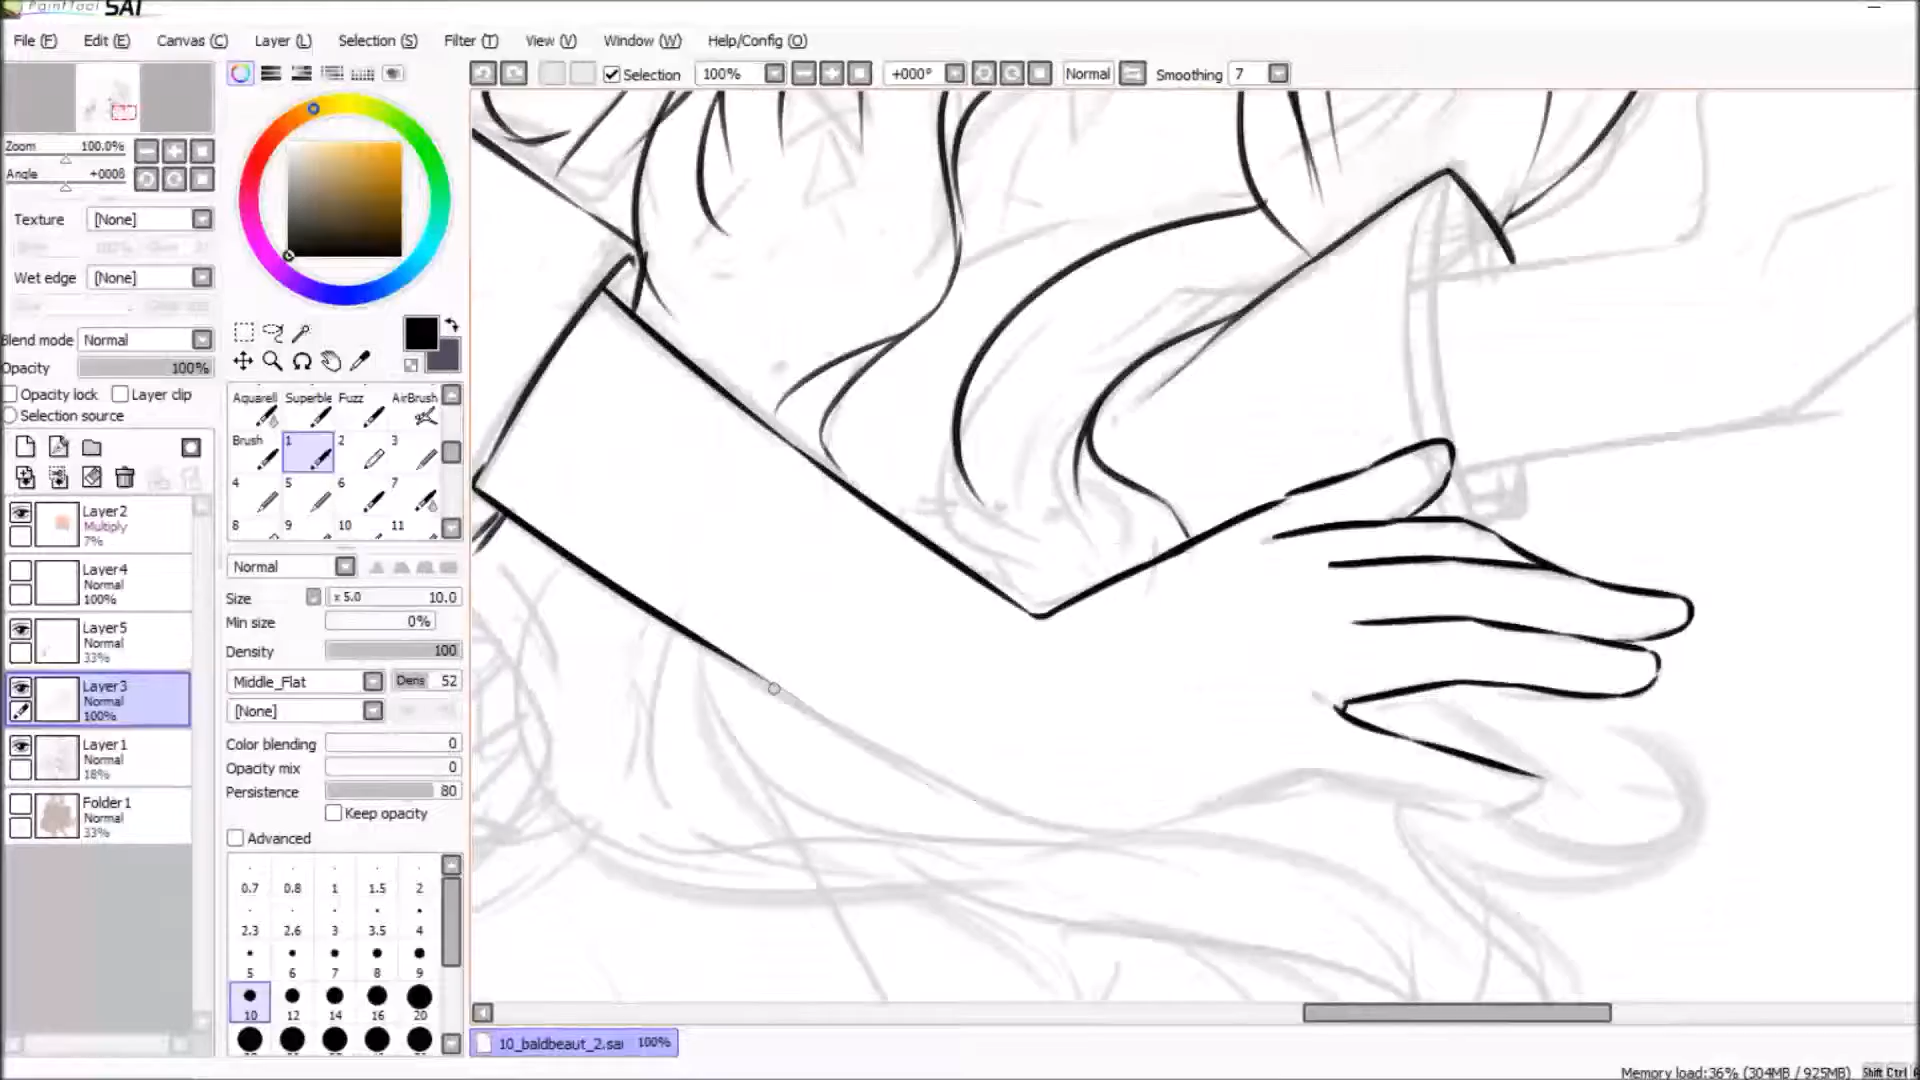 PaintTool SAI
File (F) Edit (E) Canvas (C) Layer (L) Selection (S) Filter (T) View (V) Window (W) Help/Config (O)
Selection 100% +000° Normal Smoothing 7
Zoom 100.0%
Angle +000
Texture [None]
Wet edge [None]
Blend mode Normal
Opacity 100%
Opacity lock Layer clip
Selection source
Layer2
Multiply
7%
Layer4
Normal
100%
Layer5
Normal
33%
Layer3
Normal
100%
Layer1
Normal
18%
Folder1
Normal
33%
Aquarell Superble Fuzz AirBrush
Brush 1 2 3
4 5 6 7
8 9 10 11
Normal
Size x 5.0 10.0
Min size 0%
Density 100
Middle_Flat Dens 52
[None]
Color blending 0
Opacity mix 0
Persistence 80
Keep opacity
Advanced
0.7 0.8 1 1.5 2
2.3 2.6 3 3.5 4
5 6 7 8 9
10 12 14 16 20
10_baldbeaut_2.sai 100%
Memory load:36% (304MB / 925MB) Shift Ctrl